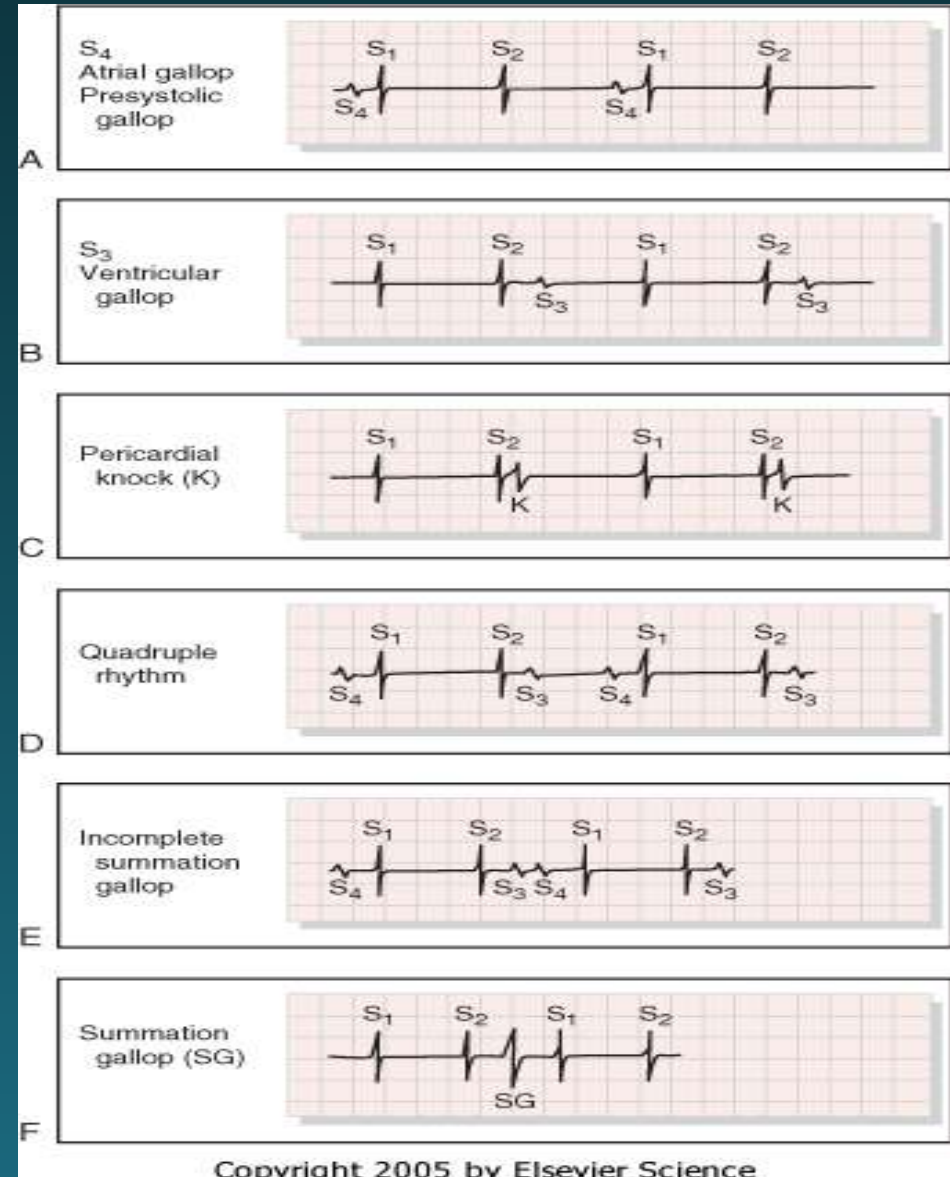 S₄
Atrial gallop
Presystolic
gallop
S₁ S₂ S₁ S₂
S₄ S₄
A
S₃
Ventricular
gallop
S₁ S₂ S₁ S₂
S₃ S₃
B
Pericardial
knock (K)
S₁ S₂ S₁ S₂
K K
C
Quadruple
rhythm
S₁ S₂ S₁ S₂
S₄ S₃ S₄ S₃
D
Incomplete
summation
gallop
S₁ S₂ S₁ S₂
S₄ S₃ S₄ S₃
E
Summation
gallop (SG)
S₁ S₂ S₁ S₂
SG
F
Copyright 2005 by Elsevier Science